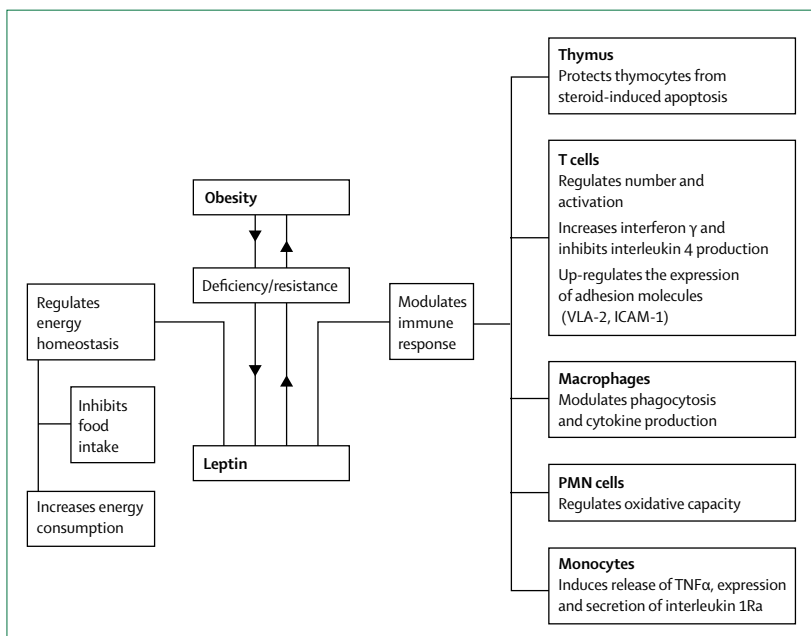 Regulates
energy
homeostasis
Inhibits
food
intake
Increases energy
consumption
Obesity
Deficiency/resistance
Leptin
Modulates
immune
response
Thymus
Protects thymocytes from
steroid-induced apoptosis
T cells
Regulates number and
activation
Increases interferon γ and
inhibits interleukin 4 production
Up-regulates the expression
of adhesion molecules
(VLA-2, ICAM-1)
Macrophages
Modulates phagocytosis
and cytokine production
PMN cells
Regulates oxidative capacity
Monocytes
Induces release of TNFα, expression
and secretion of interleukin 1Ra